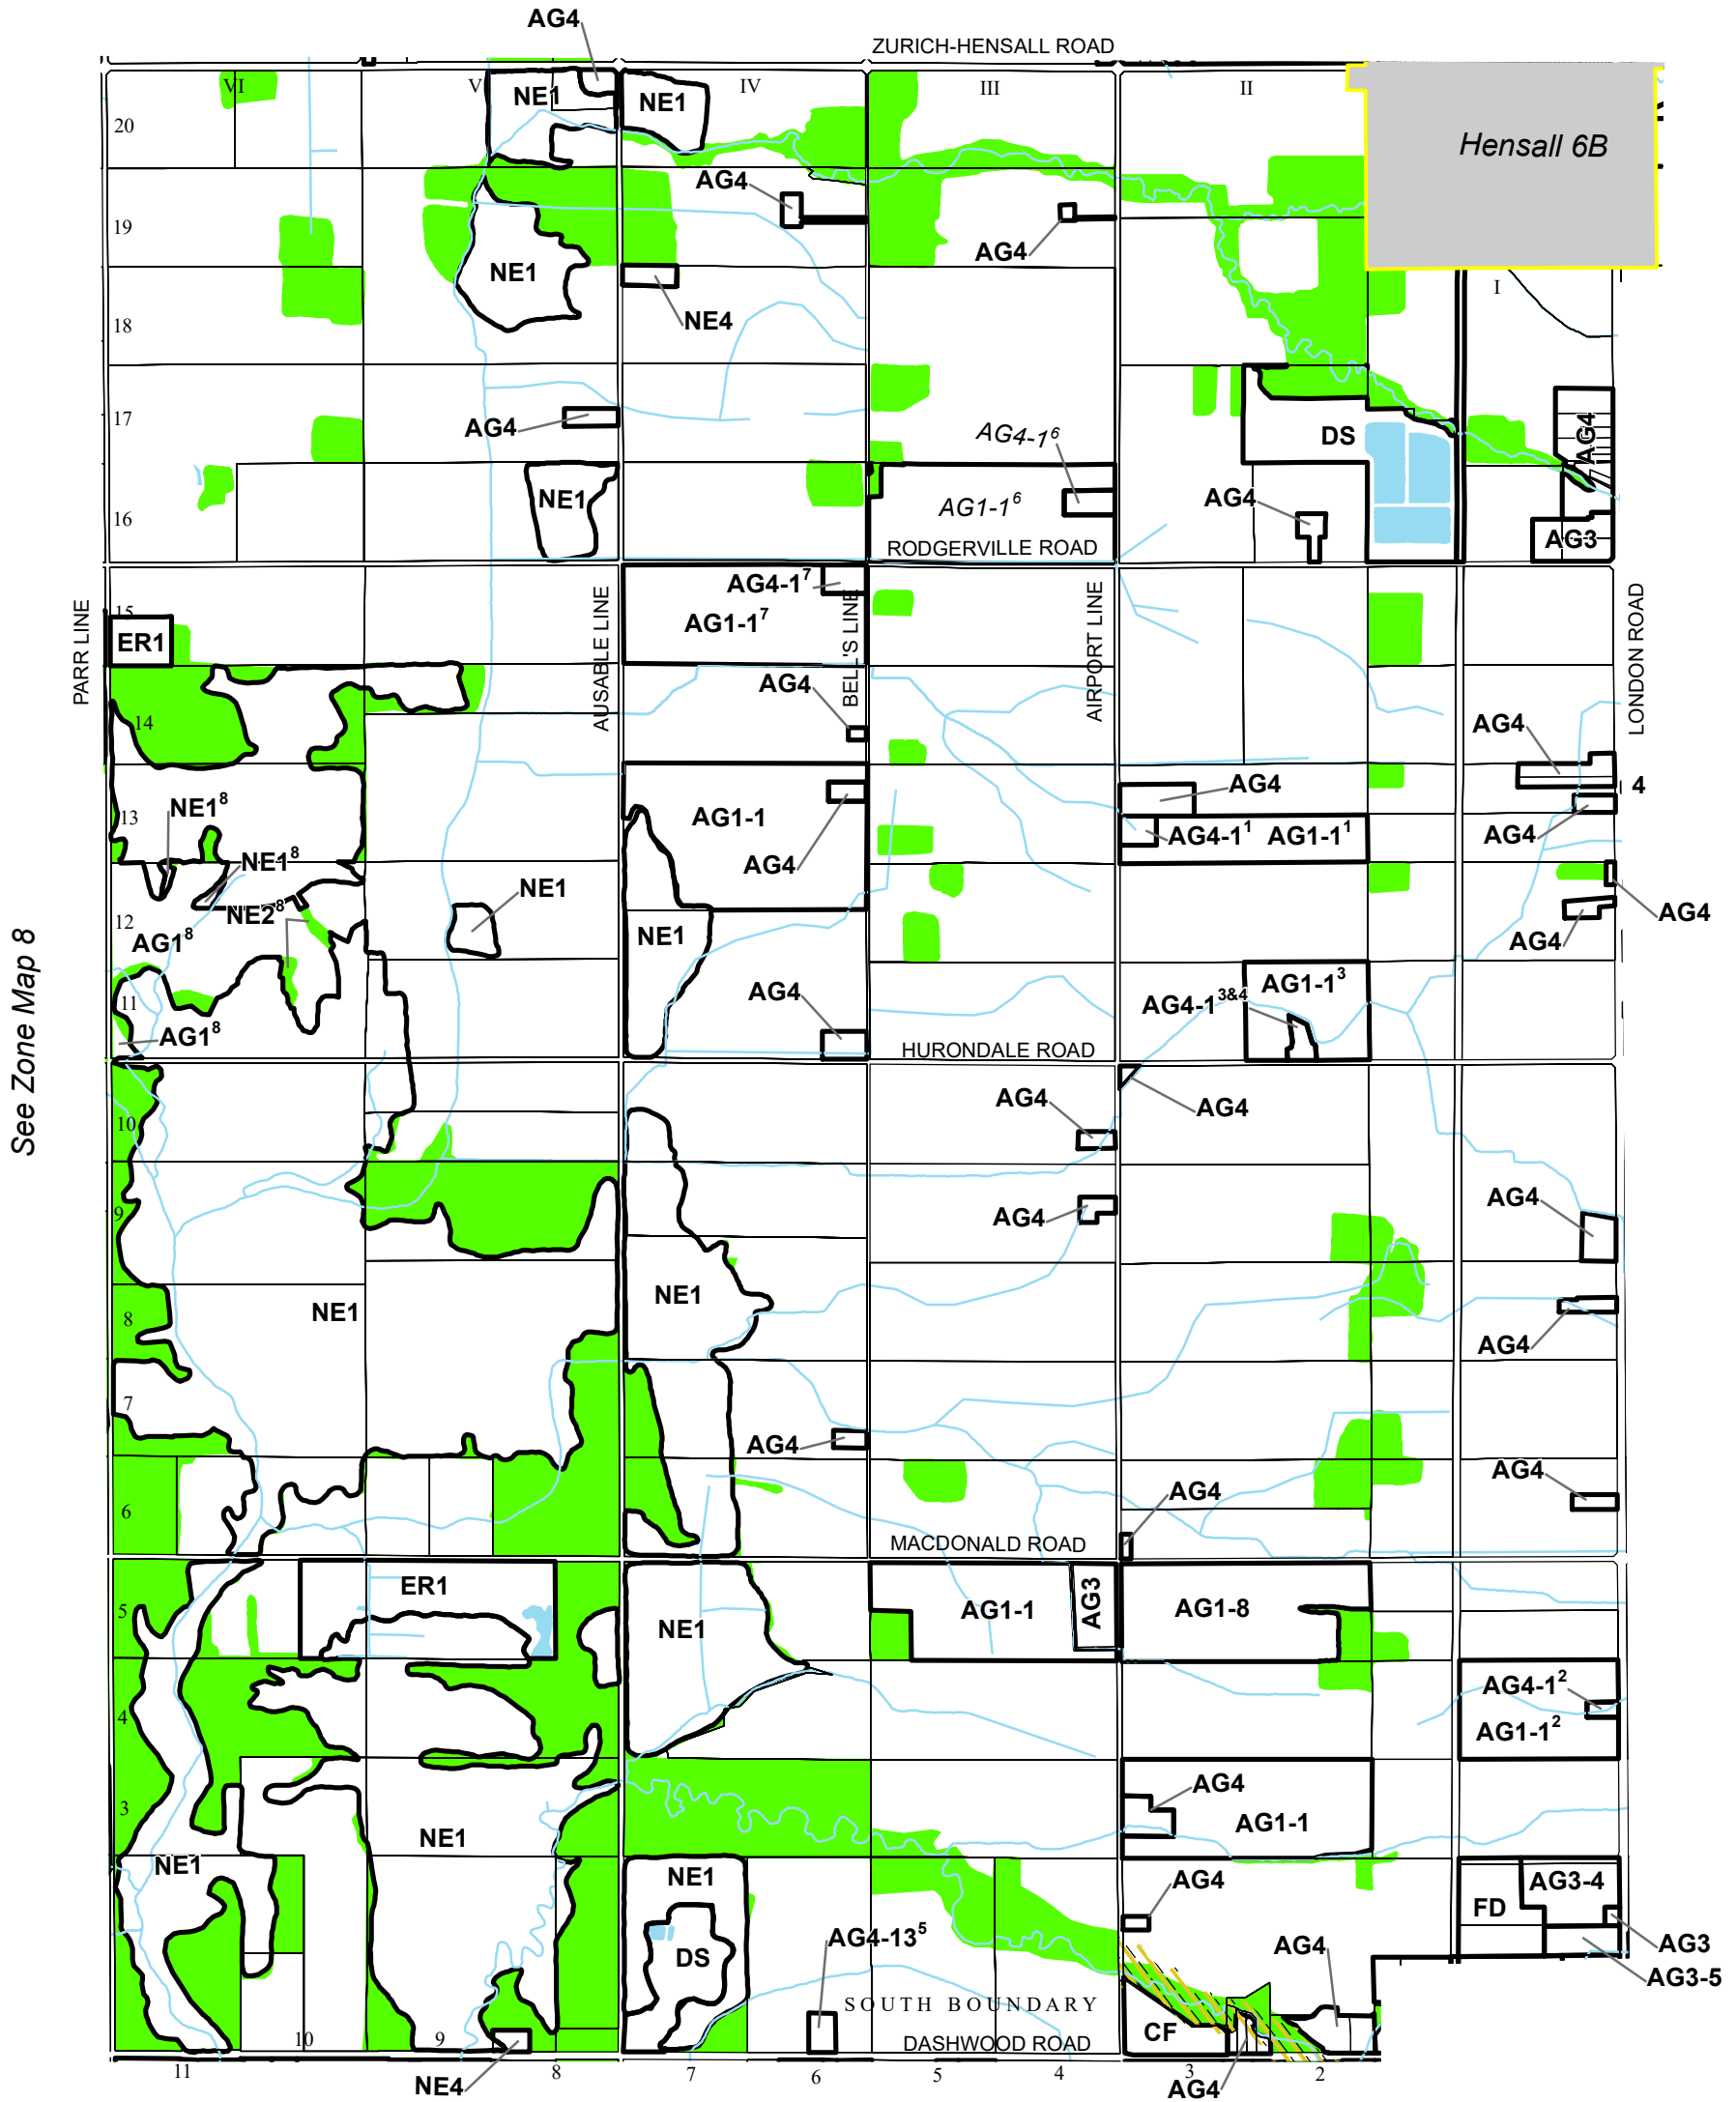 AG4
ZURICH-HENSALL ROAD
VI
V
IV
III
II
NE1
NE1
20
Hensall 6B
AG4
19
AG4
NE1
I
NE4
18
17
AG4
AG4-1⁶
DS
AG4
NE1
AG1-1⁶
AG4
16
RODGERVILLE ROAD
AG3
PARR LINE
AUSABLE LINE
BELL'S LINE
AIRPORT LINE
LONDON ROAD
AG4-1⁷
15
AG1-1⁷
ER1
AG4
14
AG4
4
AG4
NE1⁸
13
AG1-1
AG4-1¹ AG1-1¹
AG4
NE1⁸
AG4
NE1
NE2⁸
AG4
12
AG1⁸
NE1
AG4
See Zone Map 8
AG1-1³
AG4
AG4-1³&⁴
11
AG1⁸
HURONDALE ROAD
AG4
AG4
10
AG4
AG4
9
NE1
NE1
8
AG4
7
AG4
AG4
AG4
6
MACDONALD ROAD
ER1
AG3
5
AG1-1
AG1-8
NE1
AG4-1²
4
AG1-1²
AG4
3
AG1-1
NE1
NE1
NE1
AG4
AG3-4
FD
AG4-13⁵
AG4
AG3
DS
AG3-5
SOUTH BOUNDARY
CF
10
9
DASHWOOD ROAD
11
8
7
6
5
4
3
2
NE4
AG4